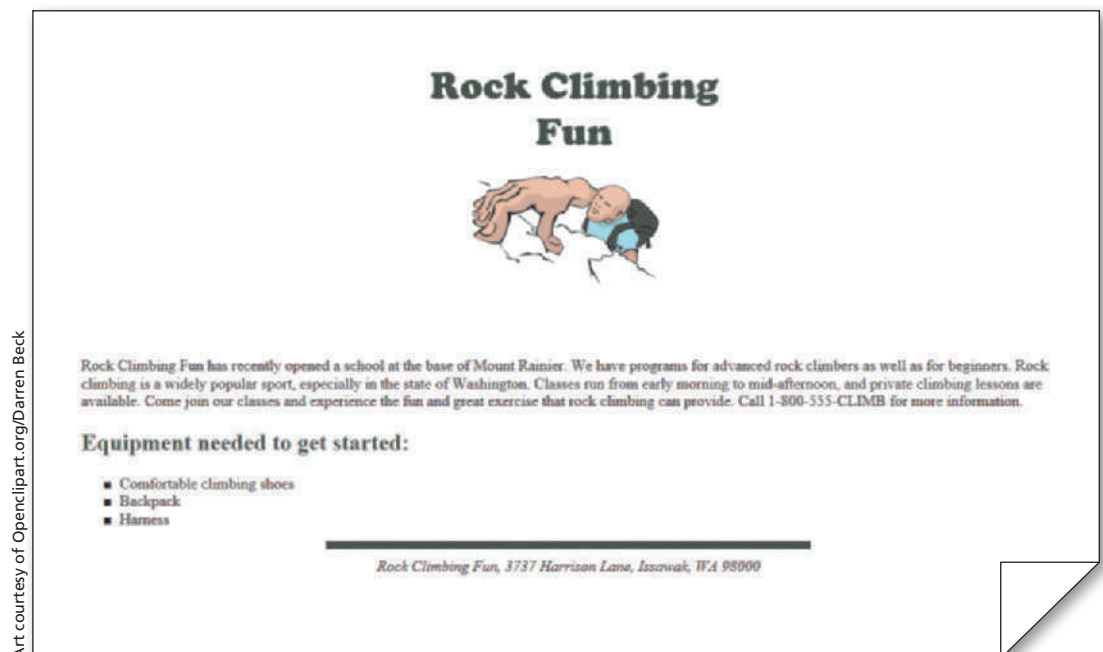 Rock Climbing
Fun
Rock Climbing Fun has recently opened a school at the base of Mount Rainier. We have programs for advanced rock climbers as well as for beginners. Rock
climbing is a widely popular sport, especially in the state of Washington. Classes run from early morning to mid-afternoon, and private climbing lessons are
available. Come join our classes and experience the fun and great exercise that rock climbing can provide. Call 1-800-555-CLIMB for more information.
Equipment needed to get started:
■ Comfortable climbing shoes
■ Backpack
■ Harness
Rock Climbing Fun, 3737 Harrison Lane, Issawak, WA 98000
Art courtesy of Openclipart.org/Darren Beck